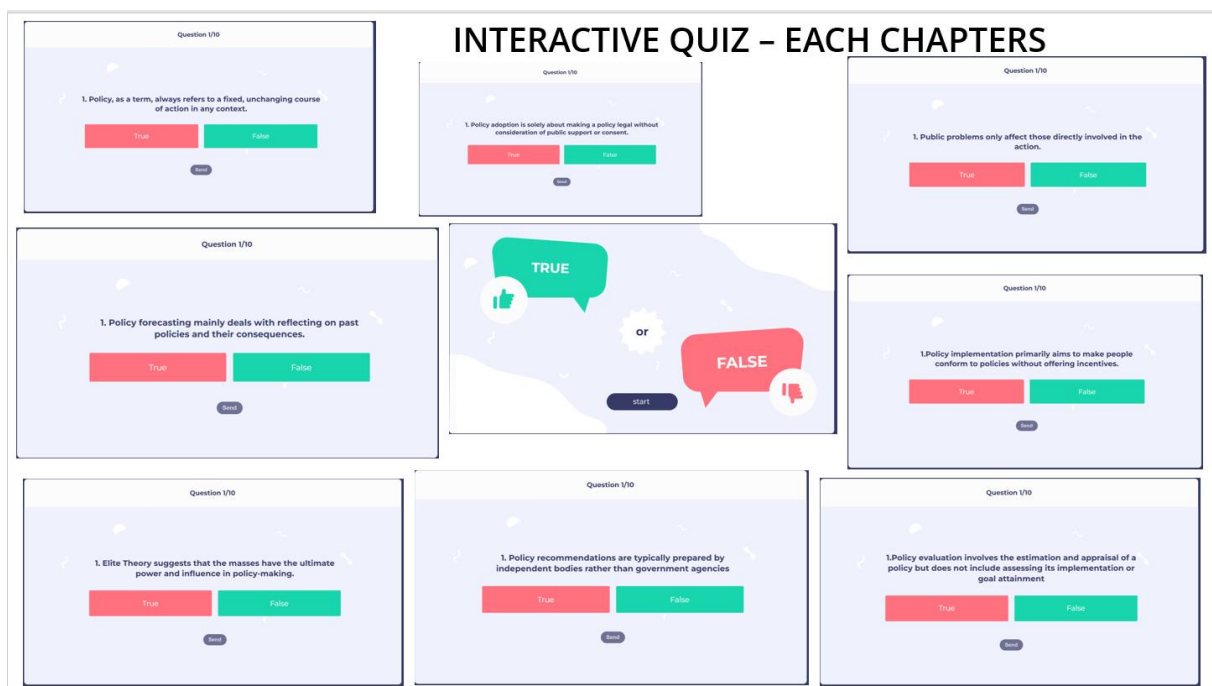 INTERACTIVE QUIZ – EACH CHAPTERS
Question 1/10
1. Policy, as a term, always refers to a fixed, unchanging course
of action in any context.
True
False
Send
Question 1/10
1. Policy adoption is solely about making a policy legal without
consideration of public support or consent.
True
False
Send
Question 1/10
1. Public problems only affect those directly involved in the
action.
True
False
Send
Question 1/10
1. Policy forecasting mainly deals with reflecting on past
policies and their consequences.
True
False
Send
TRUE
or
FALSE
start
Question 1/10
1.Policy implementation primarily aims to make people
conform to policies without offering incentives.
True
False
Send
Question 1/10
1. Elite Theory suggests that the masses have the ultimate
power and influence in policy-making.
True
False
Send
Question 1/10
1. Policy recommendations are typically prepared by
independent bodies rather than government agencies
True
False
Send
Question 1/10
1.Policy evaluation involves the estimation and appraisal of a
policy but does not include assessing its implementation or
goal attainment
True
False
Send